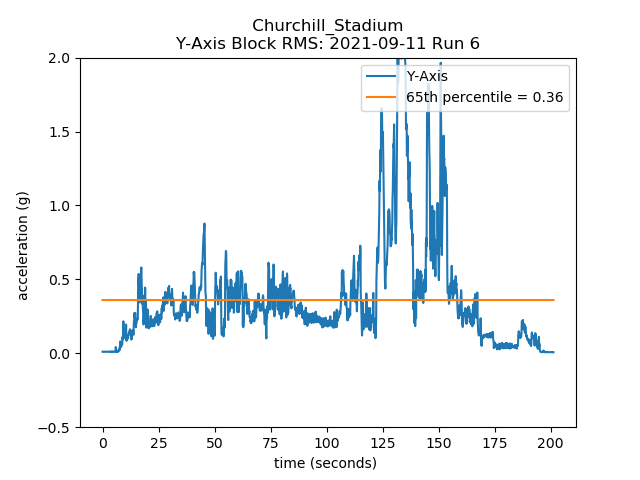 Churchill_Stadium
Y-Axis Block RMS: 2021-09-11 Run 6
Y-Axis
65th percentile = 0.36
acceleration (g)
2.0
1.5
1.0
0.5
0.0
−0.5
0 25 50 75 100 125 150 175 200
time (seconds)